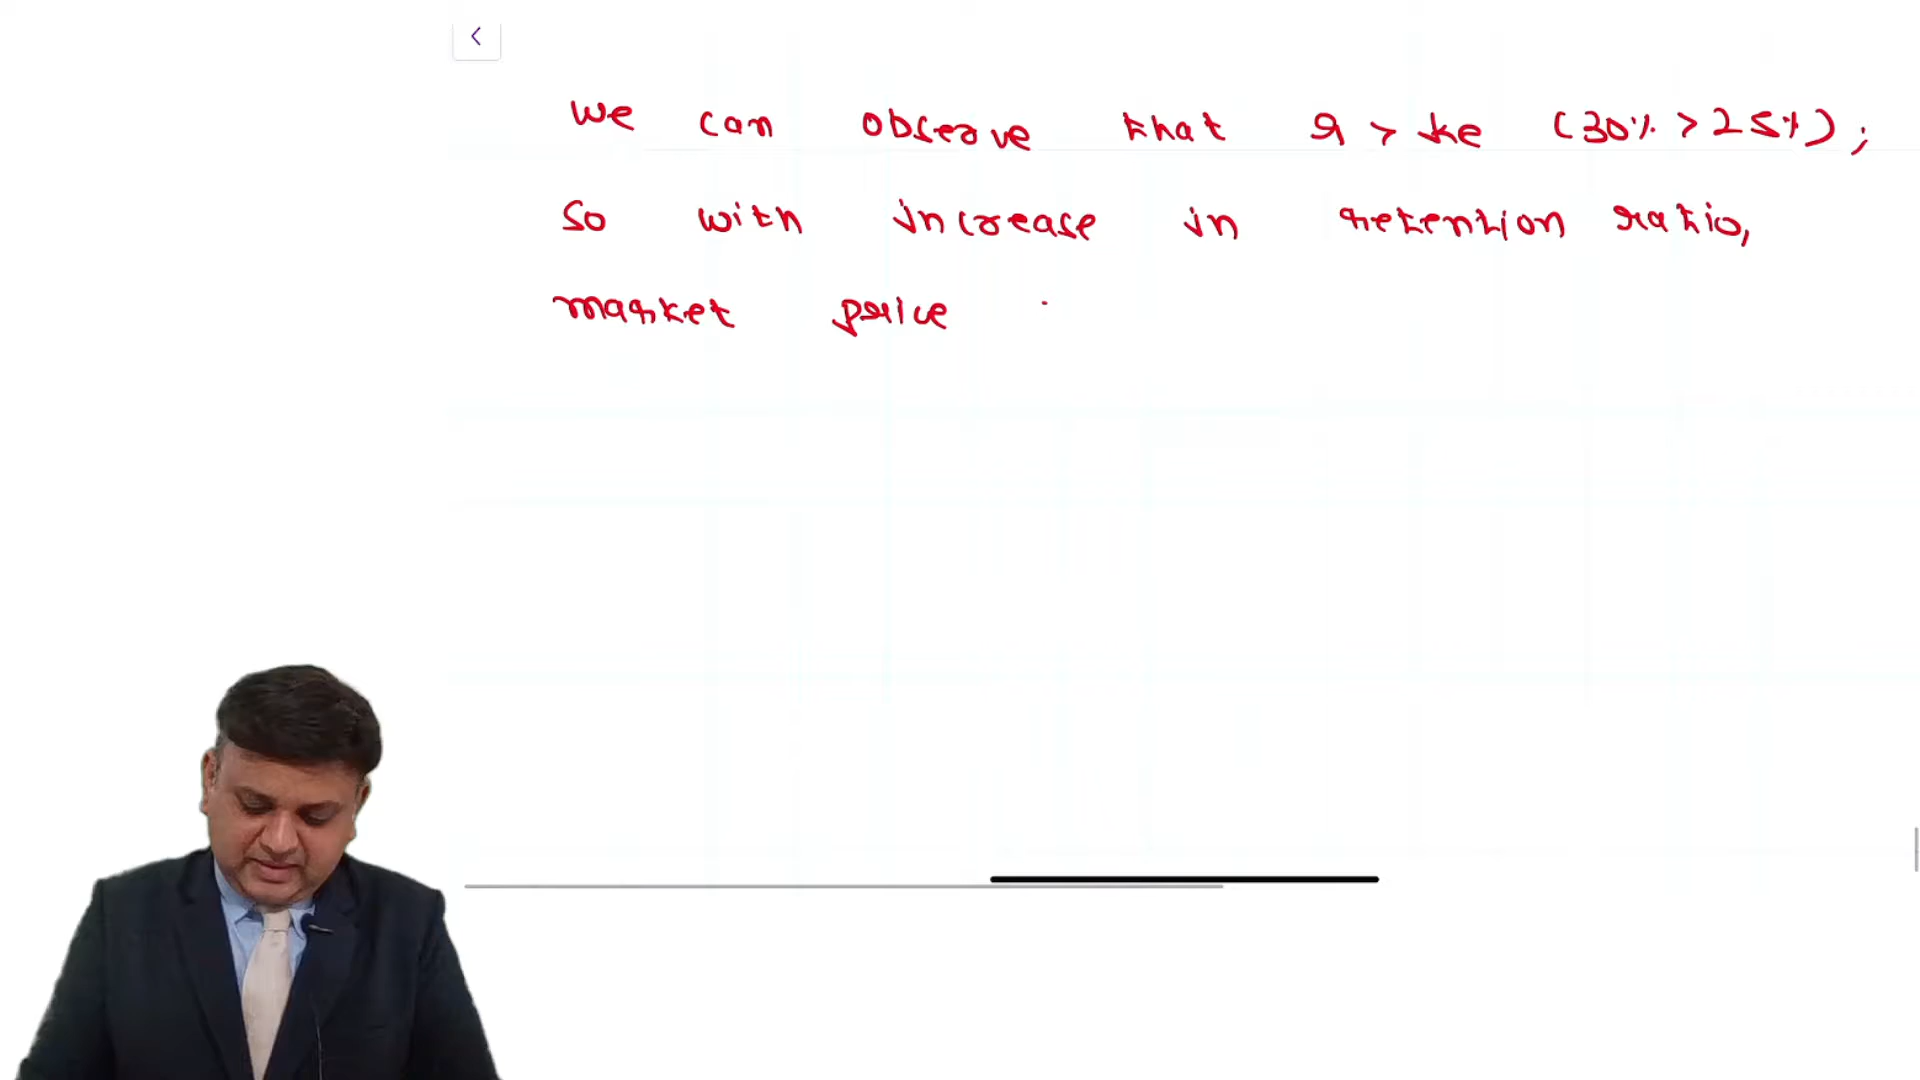 we can observe that r > ke (30% > 25%);
so with increase in retention ratio,
market price